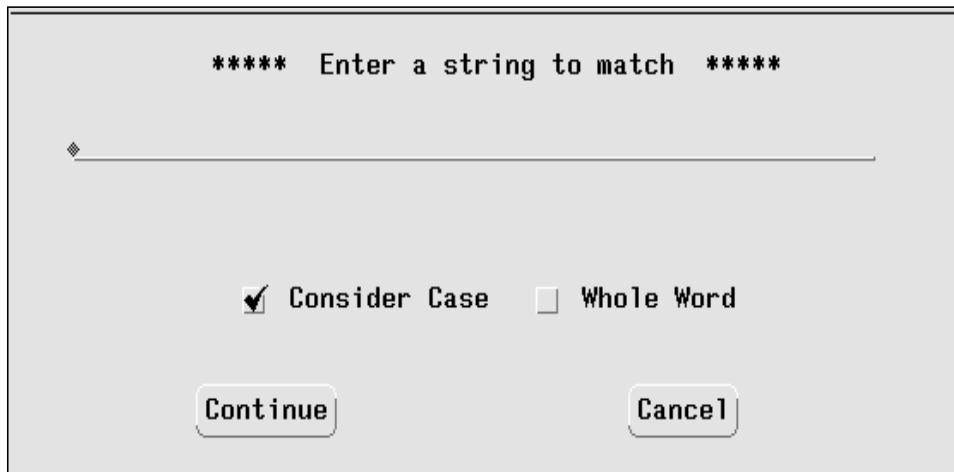 ***** Enter a string to match *****
Consider Case Whole Word
Continue Cancel